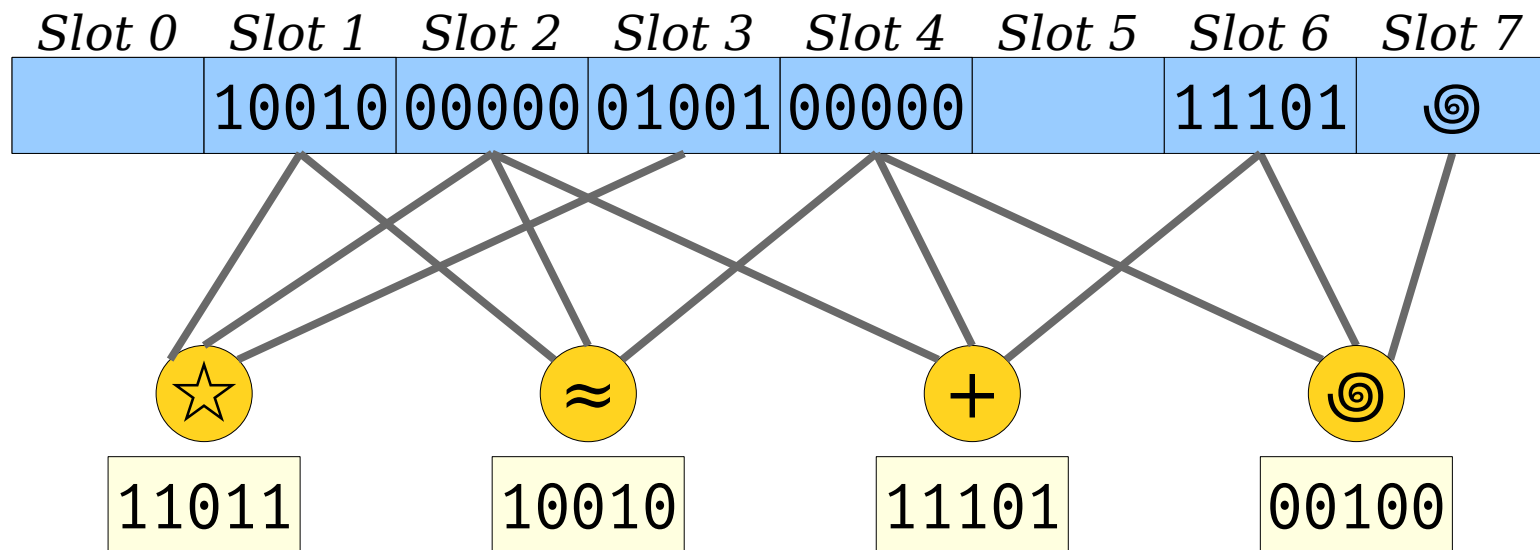 Slot 0 Slot 1 Slot 2 Slot 3 Slot 4 Slot 5 Slot 6 Slot 7
10010 00000 01001 00000 11101 ꩜
☆ ≈ + ꩜
11011 10010 11101 00100